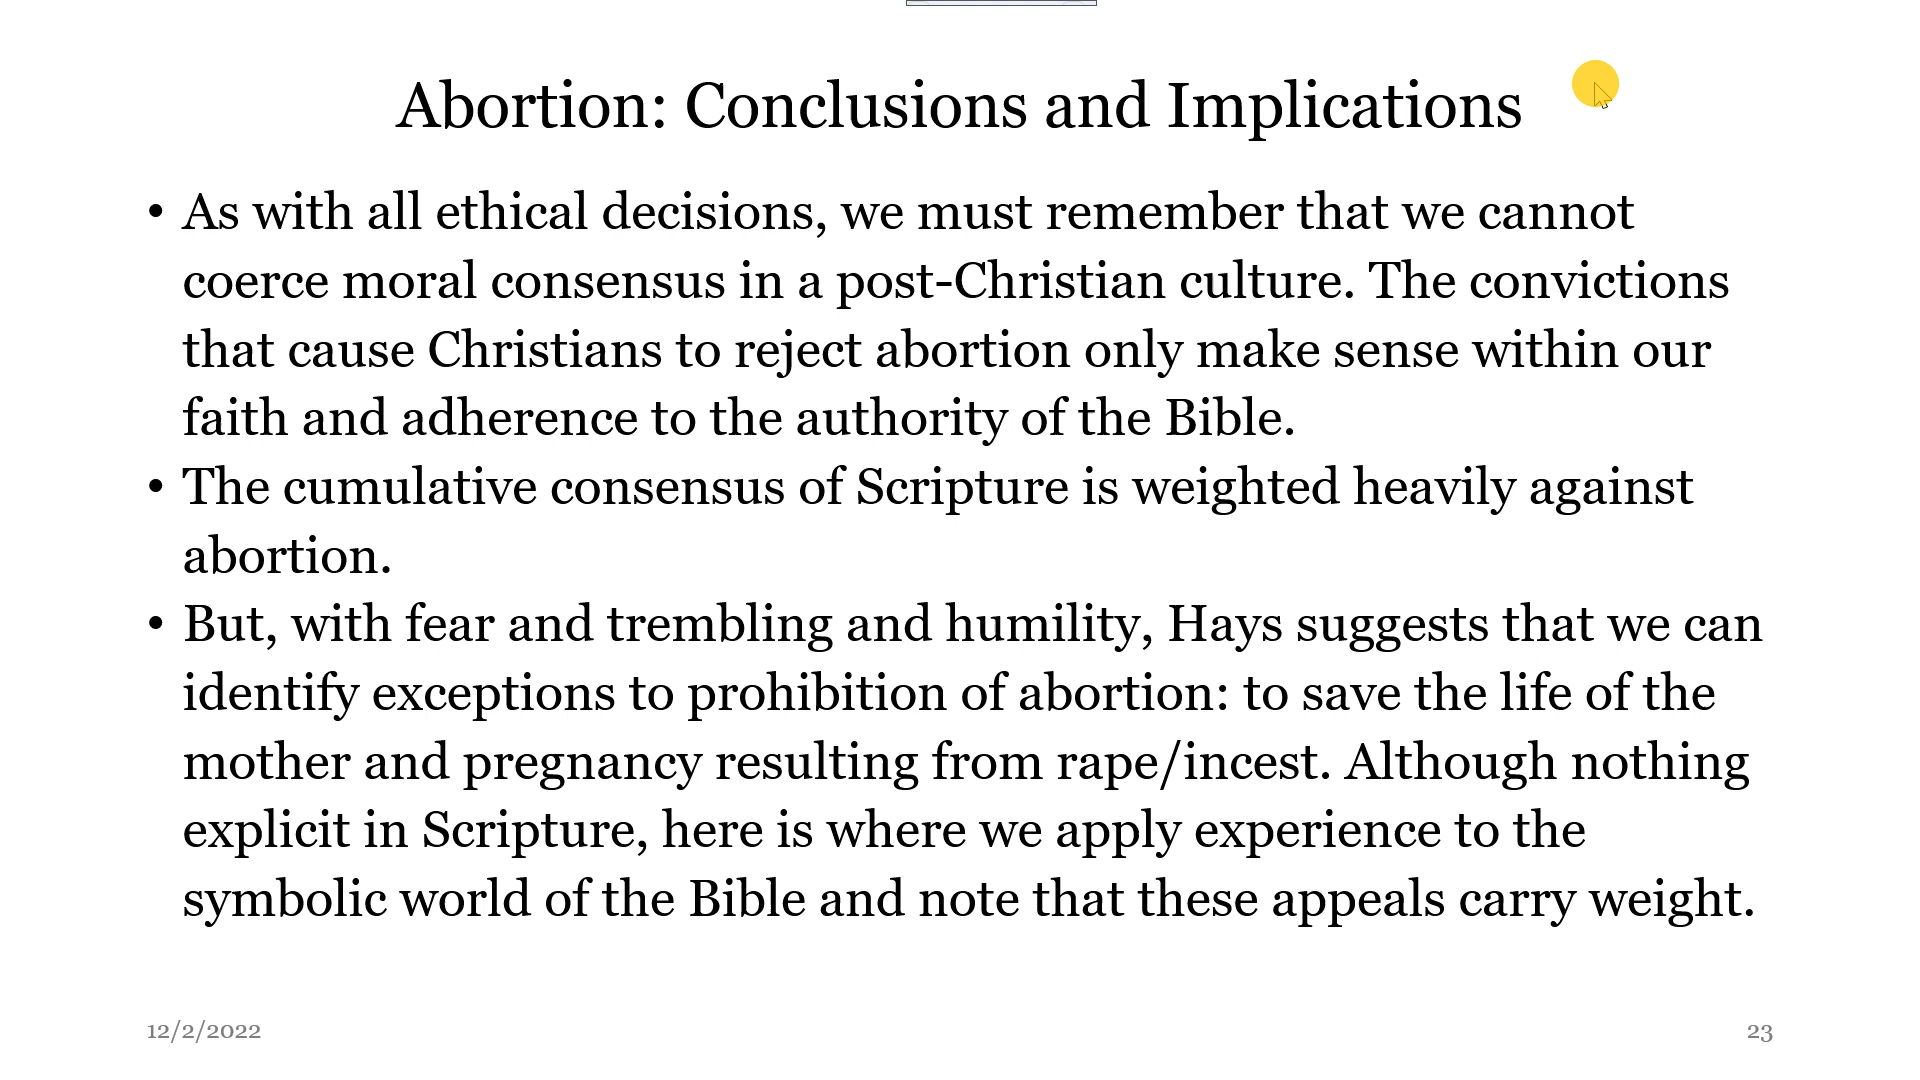 Abortion: Conclusions and Implications
• As with all ethical decisions, we must remember that we cannot
coerce moral consensus in a post-Christian culture. The convictions
that cause Christians to reject abortion only make sense within our
faith and adherence to the authority of the Bible.
• The cumulative consensus of Scripture is weighted heavily against
abortion.
• But, with fear and trembling and humility, Hays suggests that we can
identify exceptions to prohibition of abortion: to save the life of the
mother and pregnancy resulting from rape/incest. Although nothing
explicit in Scripture, here is where we apply experience to the
symbolic world of the Bible and note that these appeals carry weight.
12/2/2022
23